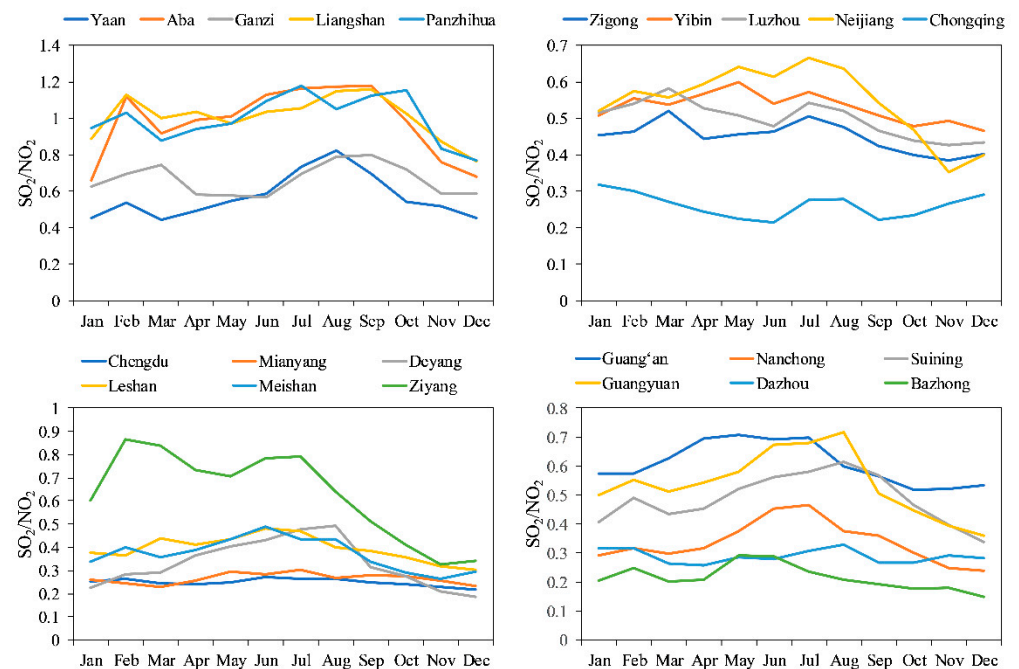 Yaan Aba Ganzi Liangshan Panzhihua
1.4
1.2
1
0.8
0.6
0.4
0.2
0
SO₂/NO₂
Jan Feb Mar Apr May Jun Jul Aug Sep Oct Nov Dec
Zigong Yibin Luzhou Neijiang Chongqing
0.7
0.6
0.5
0.4
0.3
0.2
0.1
0
SO₂/NO₂
Jan Feb Mar Apr May Jun Jul Aug Sep Oct Nov Dec
Chengdu Mianyang Deyang
Leshan Meishan Ziyang
1
0.9
0.8
0.7
0.6
0.5
0.4
0.3
0.2
0.1
0
SO₂/NO₂
Jan Feb Mar Apr May Jun Jul Aug Sep Oct Nov Dec
Guang‘an Nanchong Suining
Guangyuan Dazhou Bazhong
0.8
0.7
0.6
0.5
0.4
0.3
0.2
0.1
0
SO₂/NO₂
Jan Feb Mar Apr May Jun Jul Aug Sep Oct Nov Dec